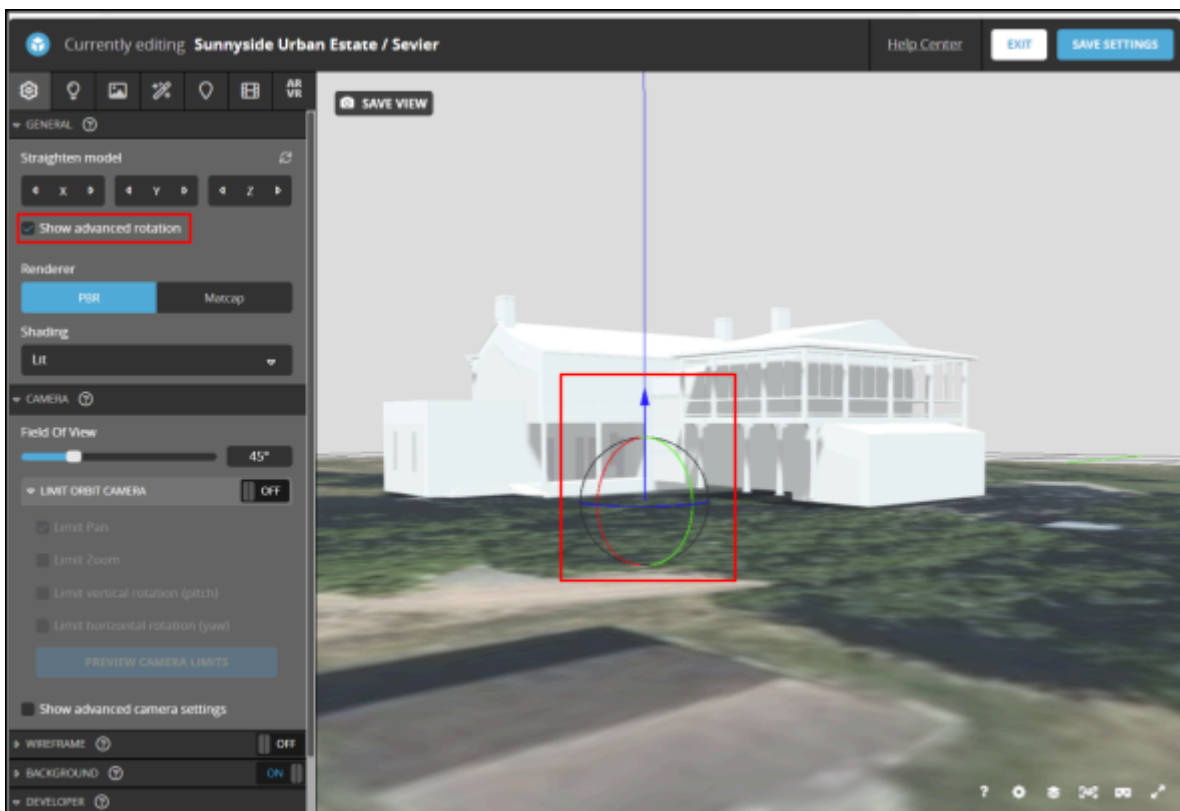 Currently editing Sunnyside Urban Estate / Sevier
Help Center
EXIT
SAVE SETTINGS
AR
VR
SAVE VIEW
GENERAL ?
Straighten model
X Y Z
Show advanced rotation
Renderer
PBR Matcap
Shading
Lit
CAMERA ?
Field Of View
45°
LIMIT ORBIT CAMERA OFF
Limit Pan
Limit Zoom
Limit vertical rotation (pitch)
Limit horizontal rotation (yaw)
PREVIEW CAMERA LIMITS
Show advanced camera settings
WIREFRAME ? OFF
BACKGROUND ? ON
DEVELOPER ?
?